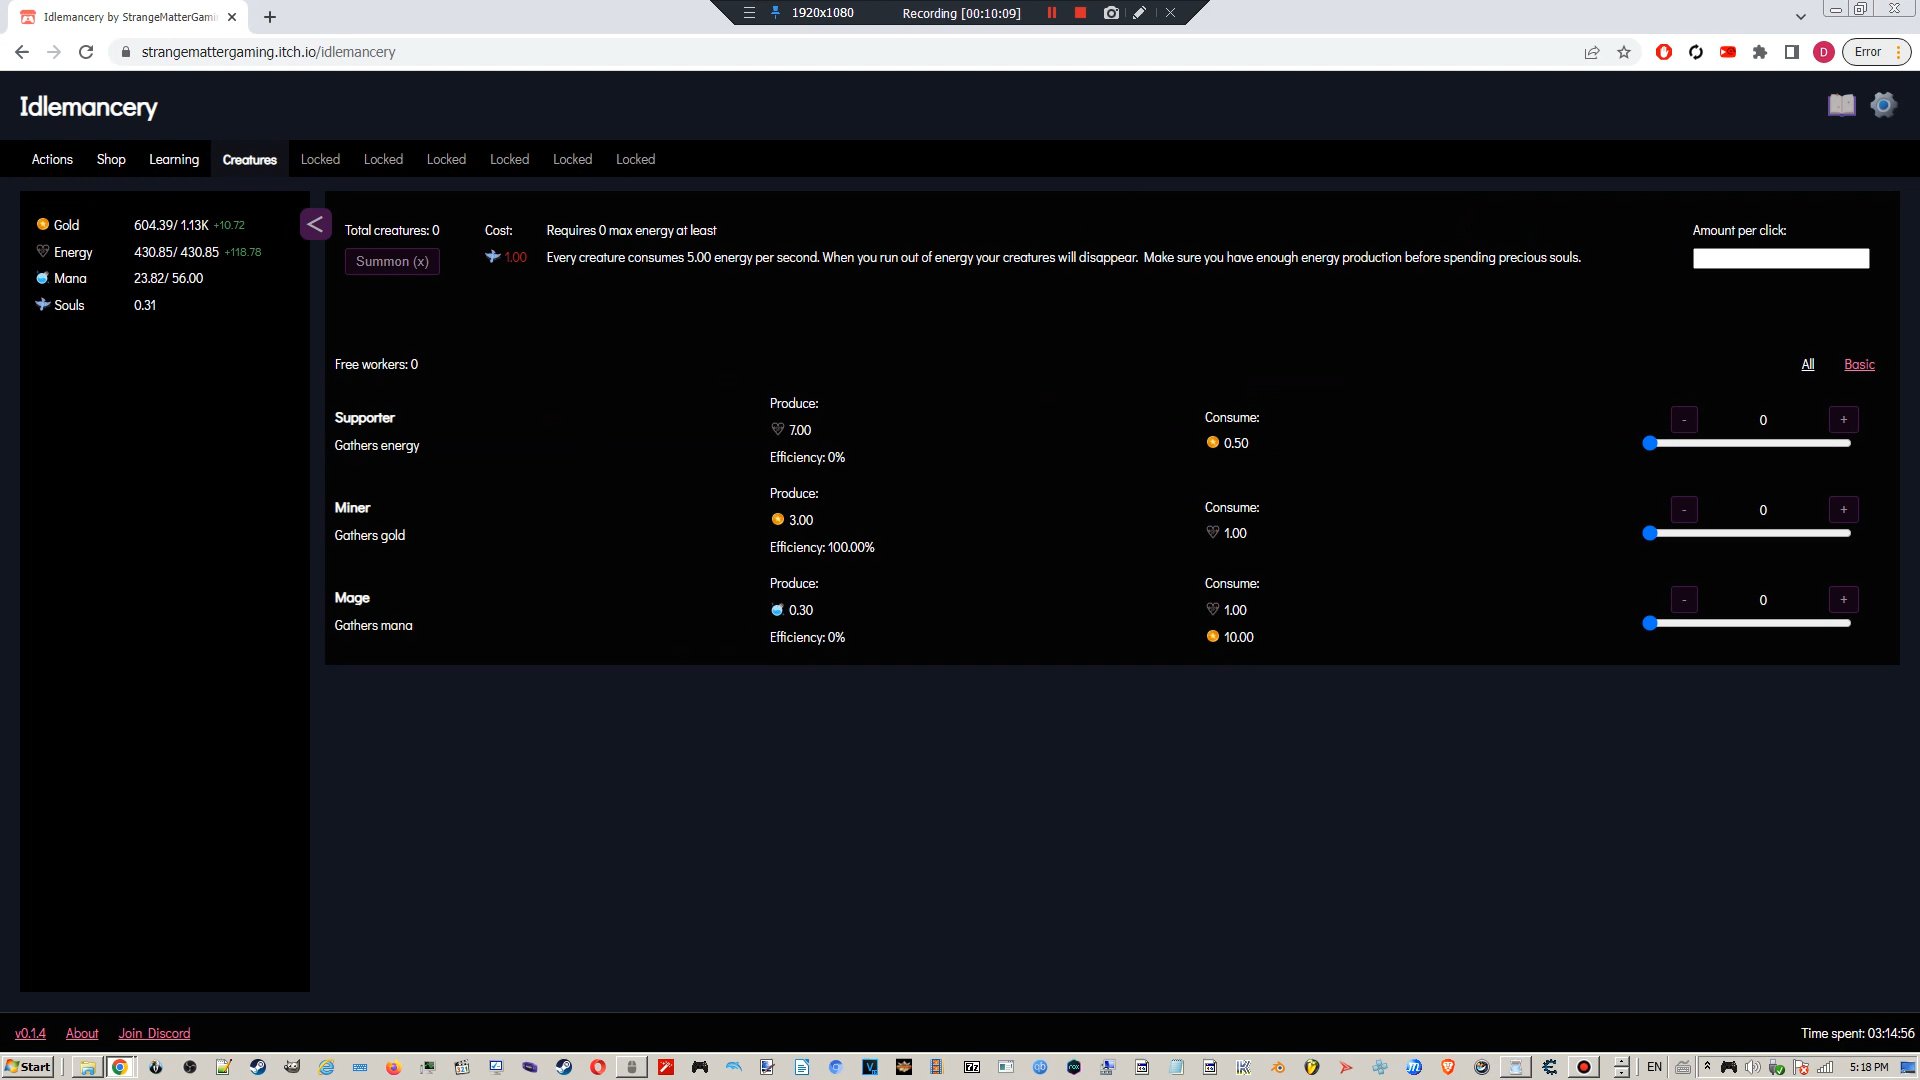 Idlemancery by StrangeMatterGami
1920x1080
Recording [00:10:09]
strangemattergaming.itch.io/idlemancery
D
Error
Idlemancery
Actions Shop Learning Creatures Locked Locked Locked Locked Locked Locked
Gold 604.39/ 1.13K +10.72
Energy 430.85/ 430.85 +118.78
Mana 23.82/ 56.00
Souls 0.31
<
Total creatures: 0
Summon (x)
Cost:
1.00
Requires 0 max energy at least
Every creature consumes 5.00 energy per second. When you run out of energy your creatures will disappear. Make sure you have enough energy production before spending precious souls.
Amount per click:
Free workers: 0
All Basic
Supporter
Gathers energy
Produce:
7.00
Efficiency: 0%
Consume:
0.50
- 0 +
Miner
Gathers gold
Produce:
3.00
Efficiency: 100.00%
Consume:
1.00
- 0 +
Mage
Gathers mana
Produce:
0.30
Efficiency: 0%
Consume:
1.00
10.00
- 0 +
v0.1.4 About Join Discord
Time spent: 03:14:56
Start
EN
5:18 PM